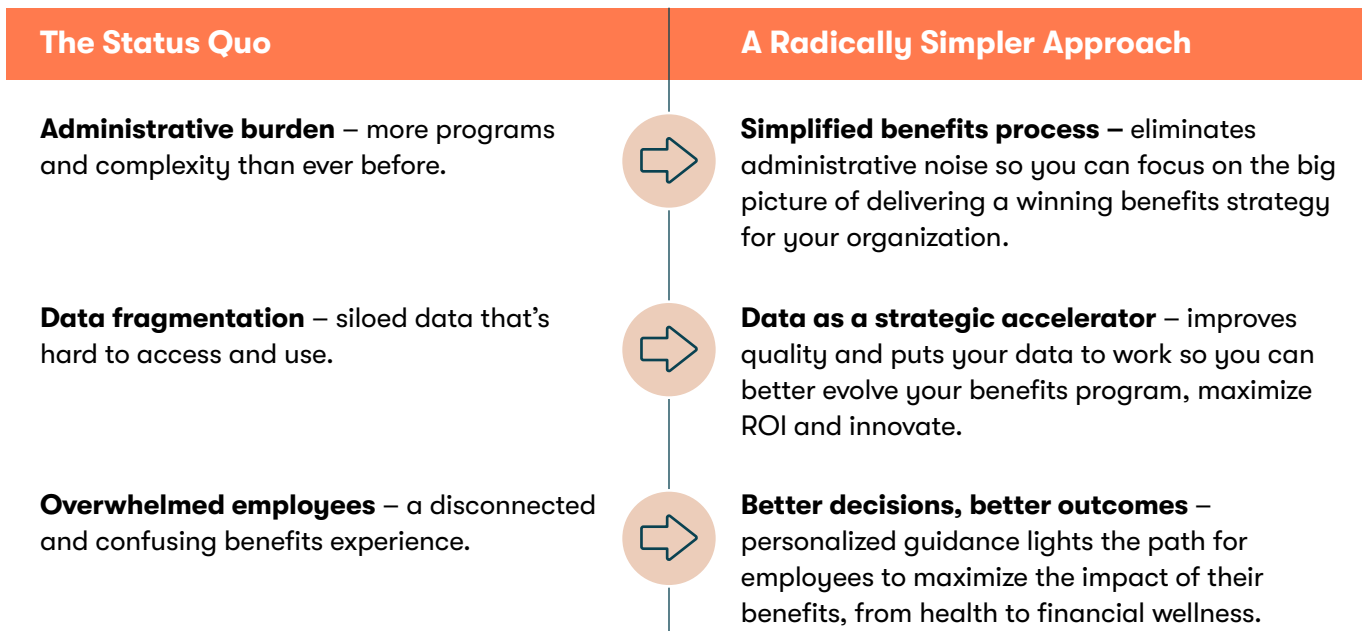 The Status Quo
A Radically Simpler Approach
Administrative burden – more programs
and complexity than ever before.
Simplified benefits process – eliminates
administrative noise so you can focus on the big
picture of delivering a winning benefits strategy
for your organization.
Data fragmentation – siloed data that’s
hard to access and use.
Data as a strategic accelerator – improves
quality and puts your data to work so you can
better evolve your benefits program, maximize
ROI and innovate.
Overwhelmed employees – a disconnected
and confusing benefits experience.
Better decisions, better outcomes –
personalized guidance lights the path for
employees to maximize the impact of their
benefits, from health to financial wellness.